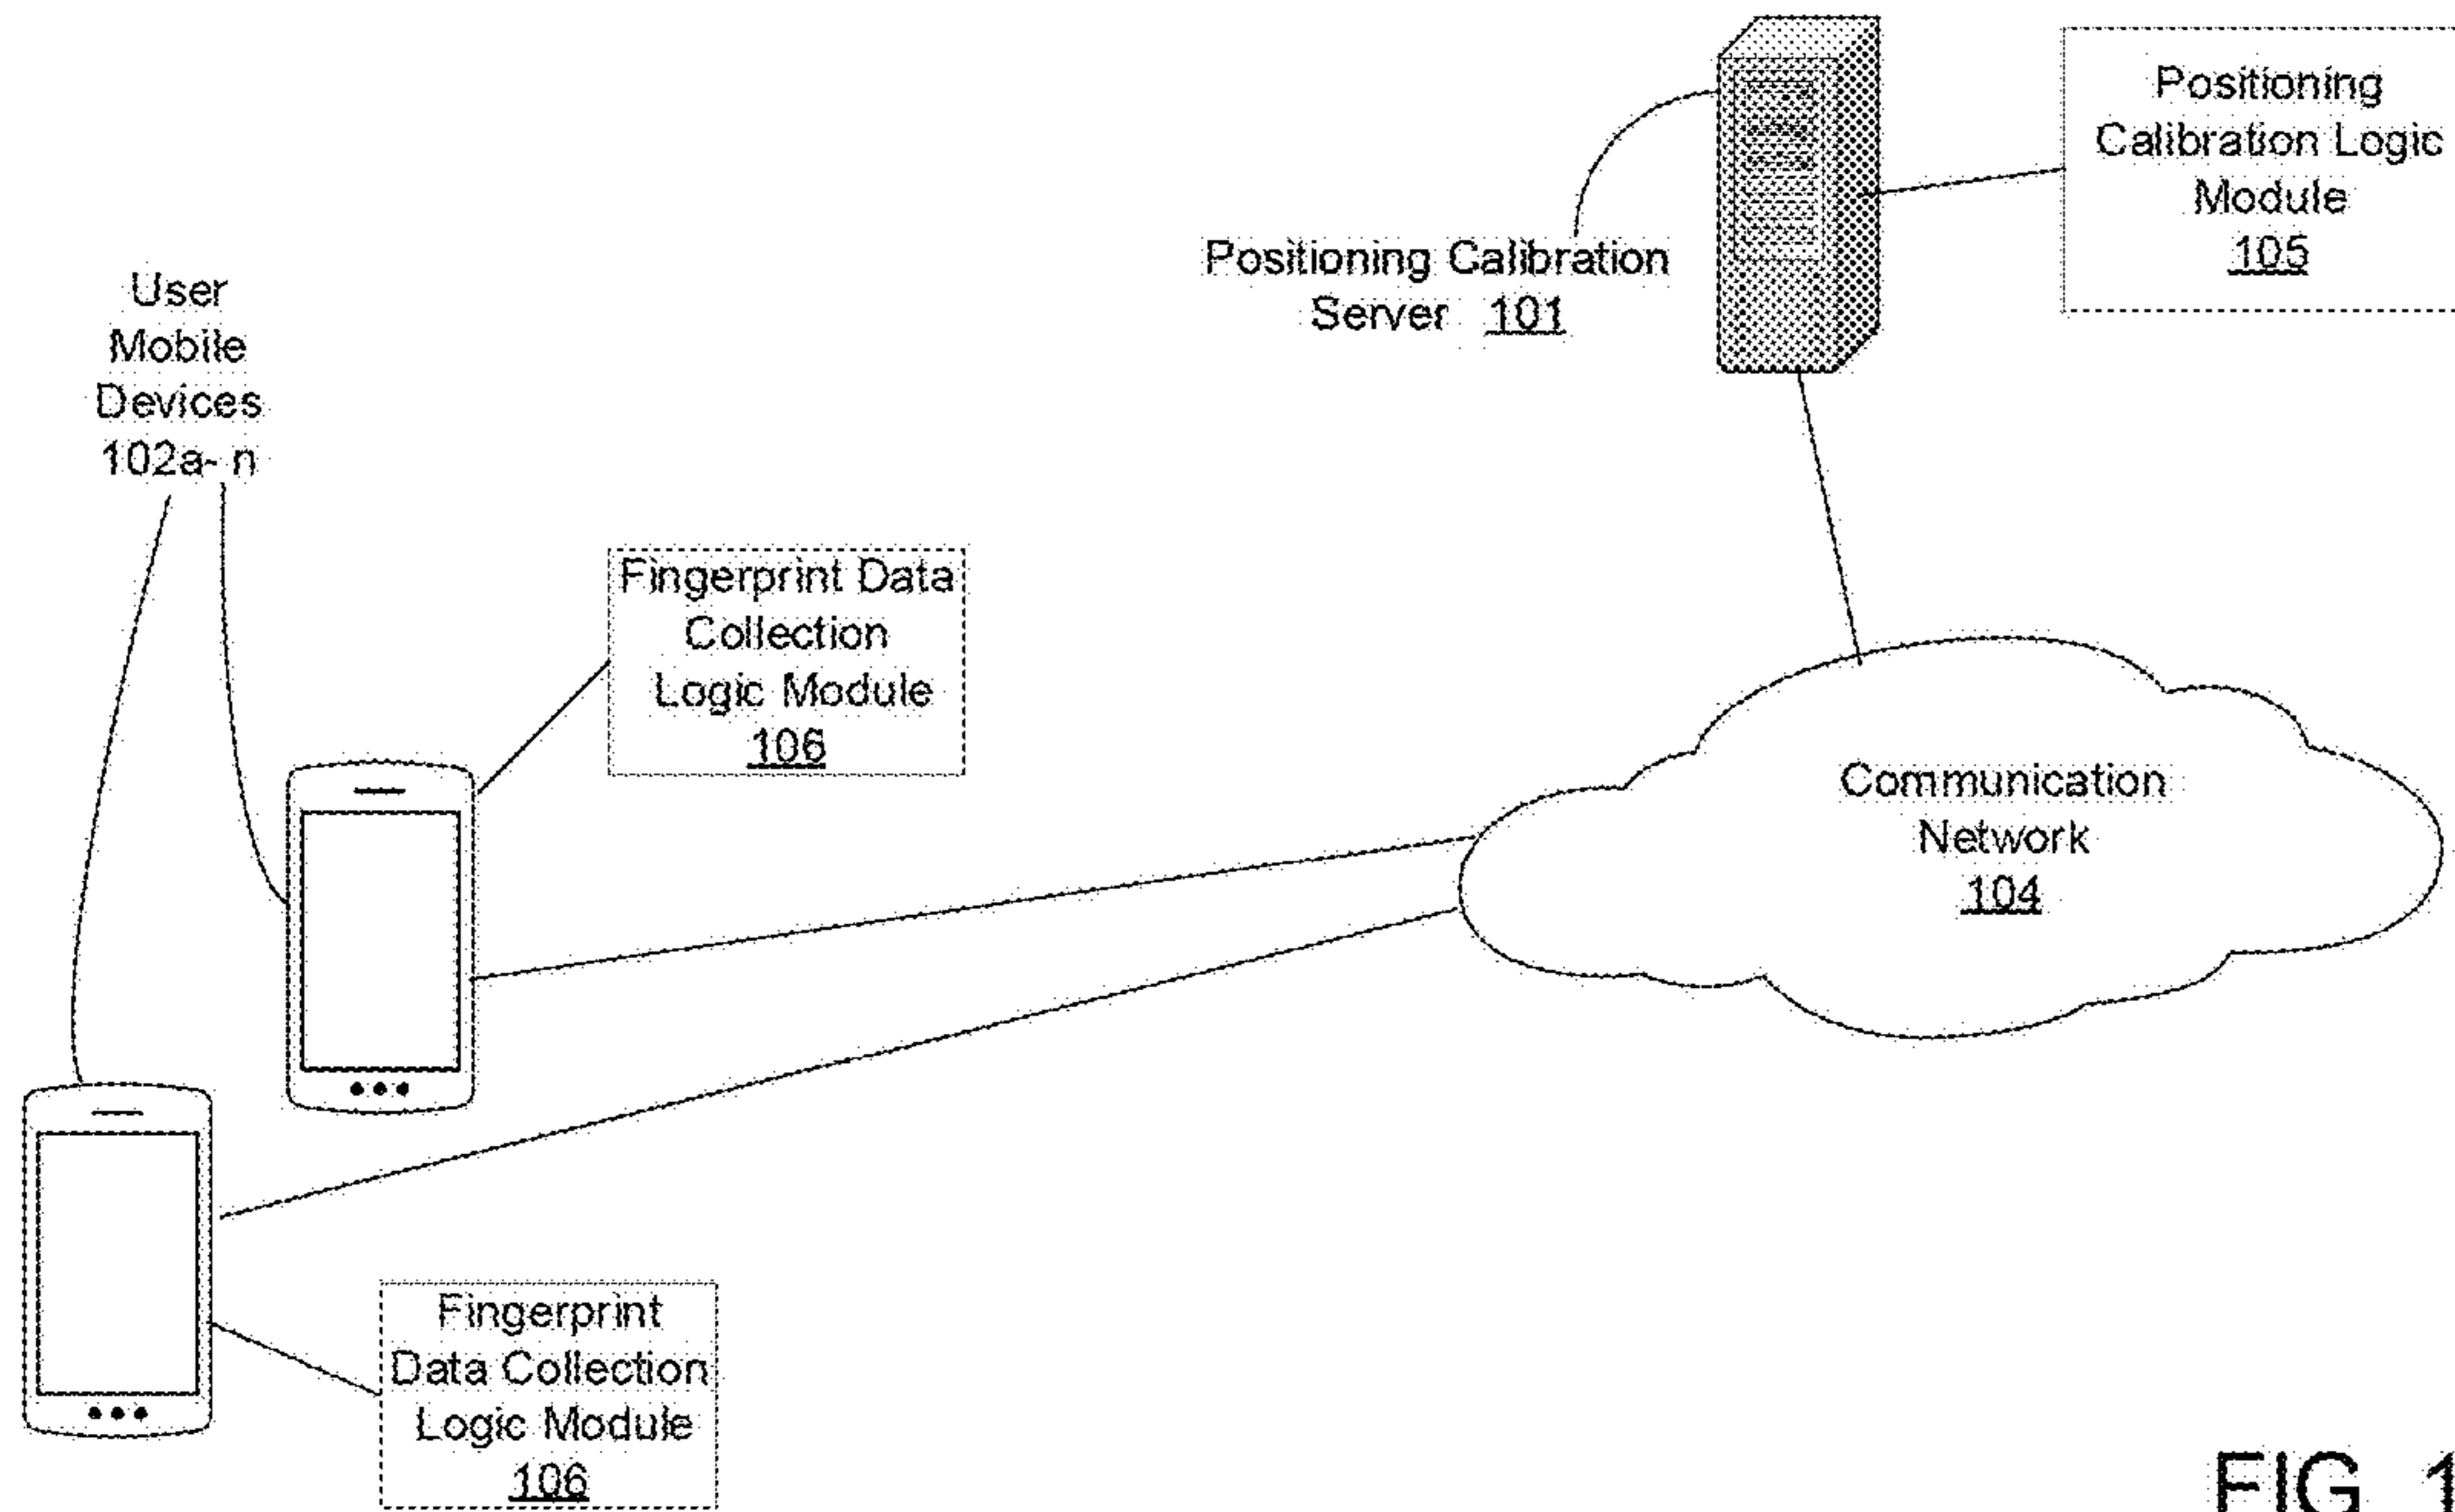 Positioning
Calibration Logic
Module
105
Positioning Calibration
Server 101
User
Mobile
Devices
102a- n
Fingerprint Data
Collection
Logic Module
106
Communication
Network
104
Fingerprint
Data Collection
Logic Module
106
FIG. 1